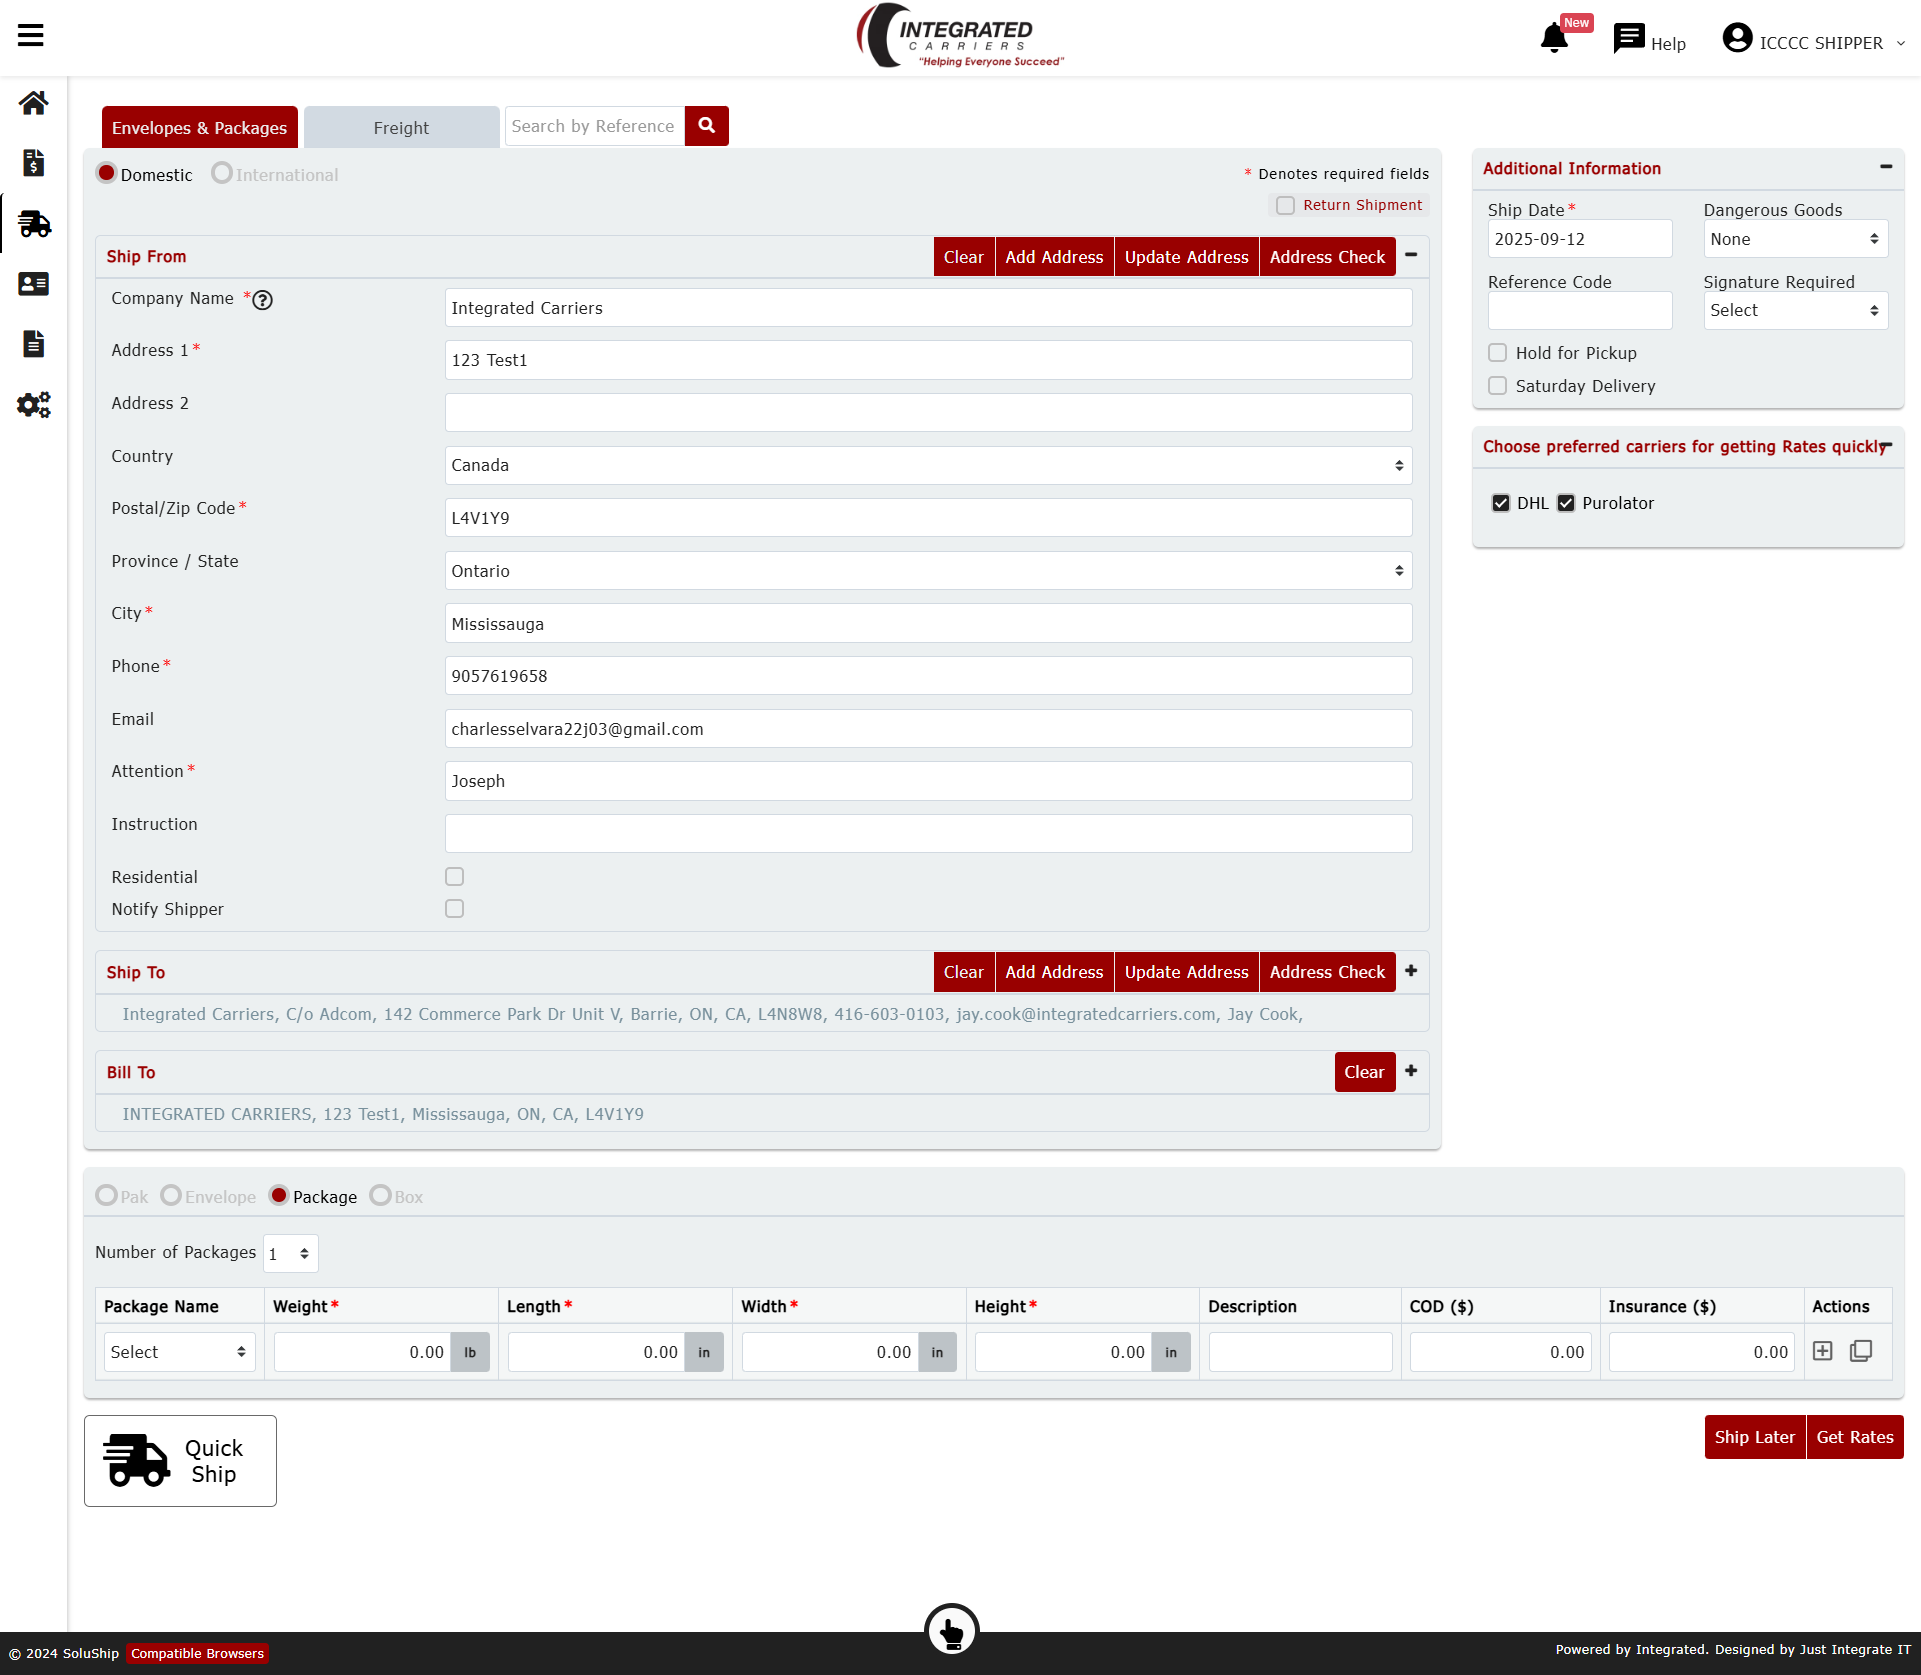 INTEGRATED
CARRIERS
"Helping Everyone Succeed"
New
Help
ICCCC SHIPPER
Envelopes & Packages
Freight
Search by Reference
Domestic
International
* Denotes required fields
Return Shipment
Ship From
Clear
Add Address
Update Address
Address Check
Company Name *
Integrated Carriers
Address 1 *
123 Test1
Address 2
Country
Canada
Postal/Zip Code *
L4V1Y9
Province / State
Ontario
City *
Mississauga
Phone *
9057619658
Email
charlesselvara22j03@gmail.com
Attention *
Joseph
Instruction
Residential
Notify Shipper
Ship To
Clear
Add Address
Update Address
Address Check
Integrated Carriers, C/o Adcom, 142 Commerce Park Dr Unit V, Barrie, ON, CA, L4N8W8, 416-603-0103, jay.cook@integratedcarriers.com, Jay Cook,
Bill To
Clear
INTEGRATED CARRIERS, 123 Test1, Mississauga, ON, CA, L4V1Y9
Additional Information
Ship Date *
Dangerous Goods
2025-09-12
None
Reference Code
Signature Required
Select
Hold for Pickup
Saturday Delivery
Choose preferred carriers for getting Rates quickly
DHL
Purolator
Pak
Envelope
Package
Box
Number of Packages
1
Package Name
Weight *
Length *
Width *
Height *
Description
COD ($)
Insurance ($)
Actions
Select
0.00 lb
0.00 in
0.00 in
0.00 in
0.00
0.00
Quick
Ship
Ship Later
Get Rates
© 2024 SoluShip
Compatible Browsers
Powered by Integrated. Designed by Just Integrate IT